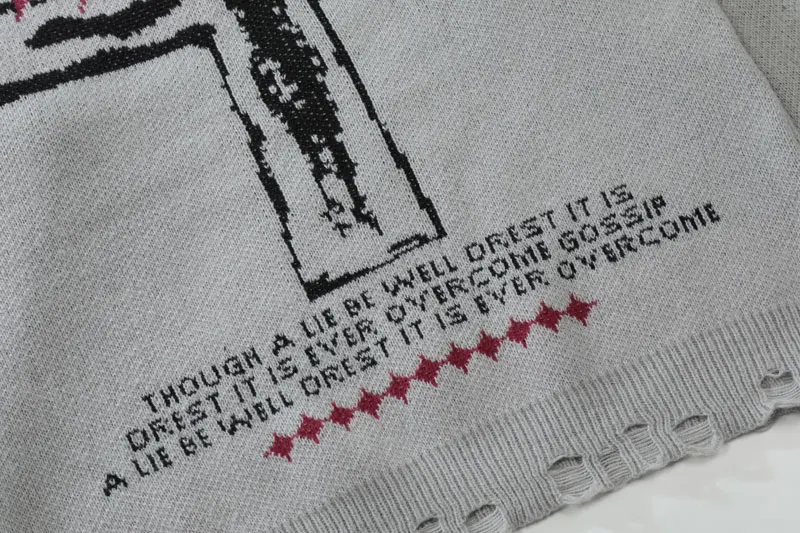 THOUGH A LIE BE WELL DREST IT IS
DREST IT IS EVER OVERCOME GOSSIP
A LIE BE WELL DREST IT IS EVER OVERCOME